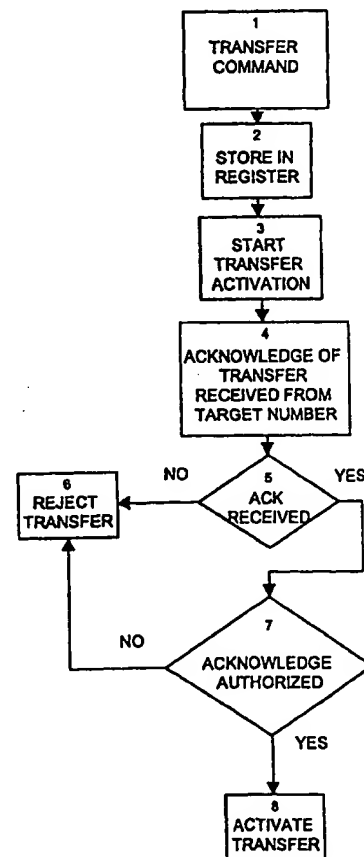 1
TRANSFER
COMMAND
2
STORE IN
REGISTER
3
START
TRANSFER
ACTIVATION
4
ACKNOWLEDGE OF
TRANSFER
RECEIVED FROM
TARGET NUMBER
NO
YES
6
REJECT
TRANSFER
5
ACK
RECEIVED
7
NO
ACKNOWLEDGE
AUTHORIZED
YES
8
ACTIVATE
TRANSFER